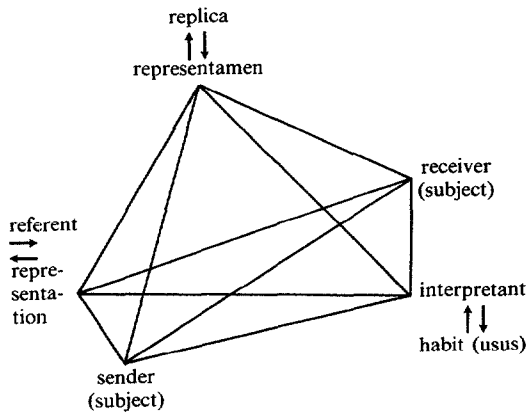 replica
representamen
receiver
(subject)
referent
repre-
senta-
tion
interpretant
habit (usus)
sender
(subject)